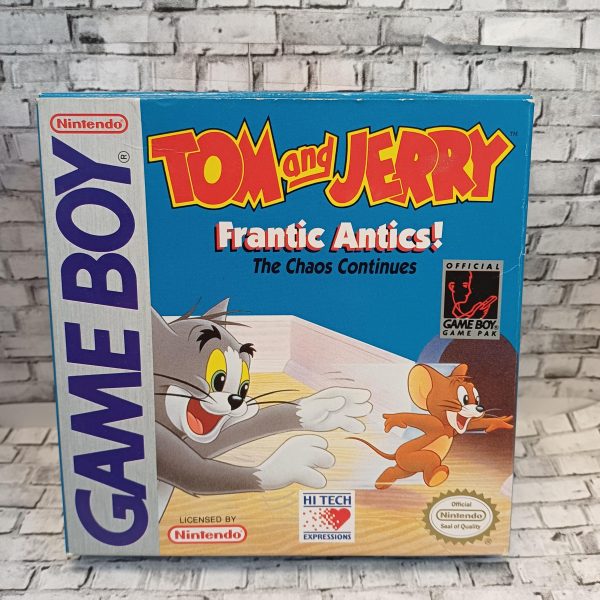 Nintendo
®
GAME BOY
TOM and JERRY™
Frantic Antics!
The Chaos Continues
OFFICIAL
GAME BOY
GAME PAK
HI TECH
EXPRESSIONS
LICENSED BY
Nintendo
Official
Nintendo
Seal of Quality